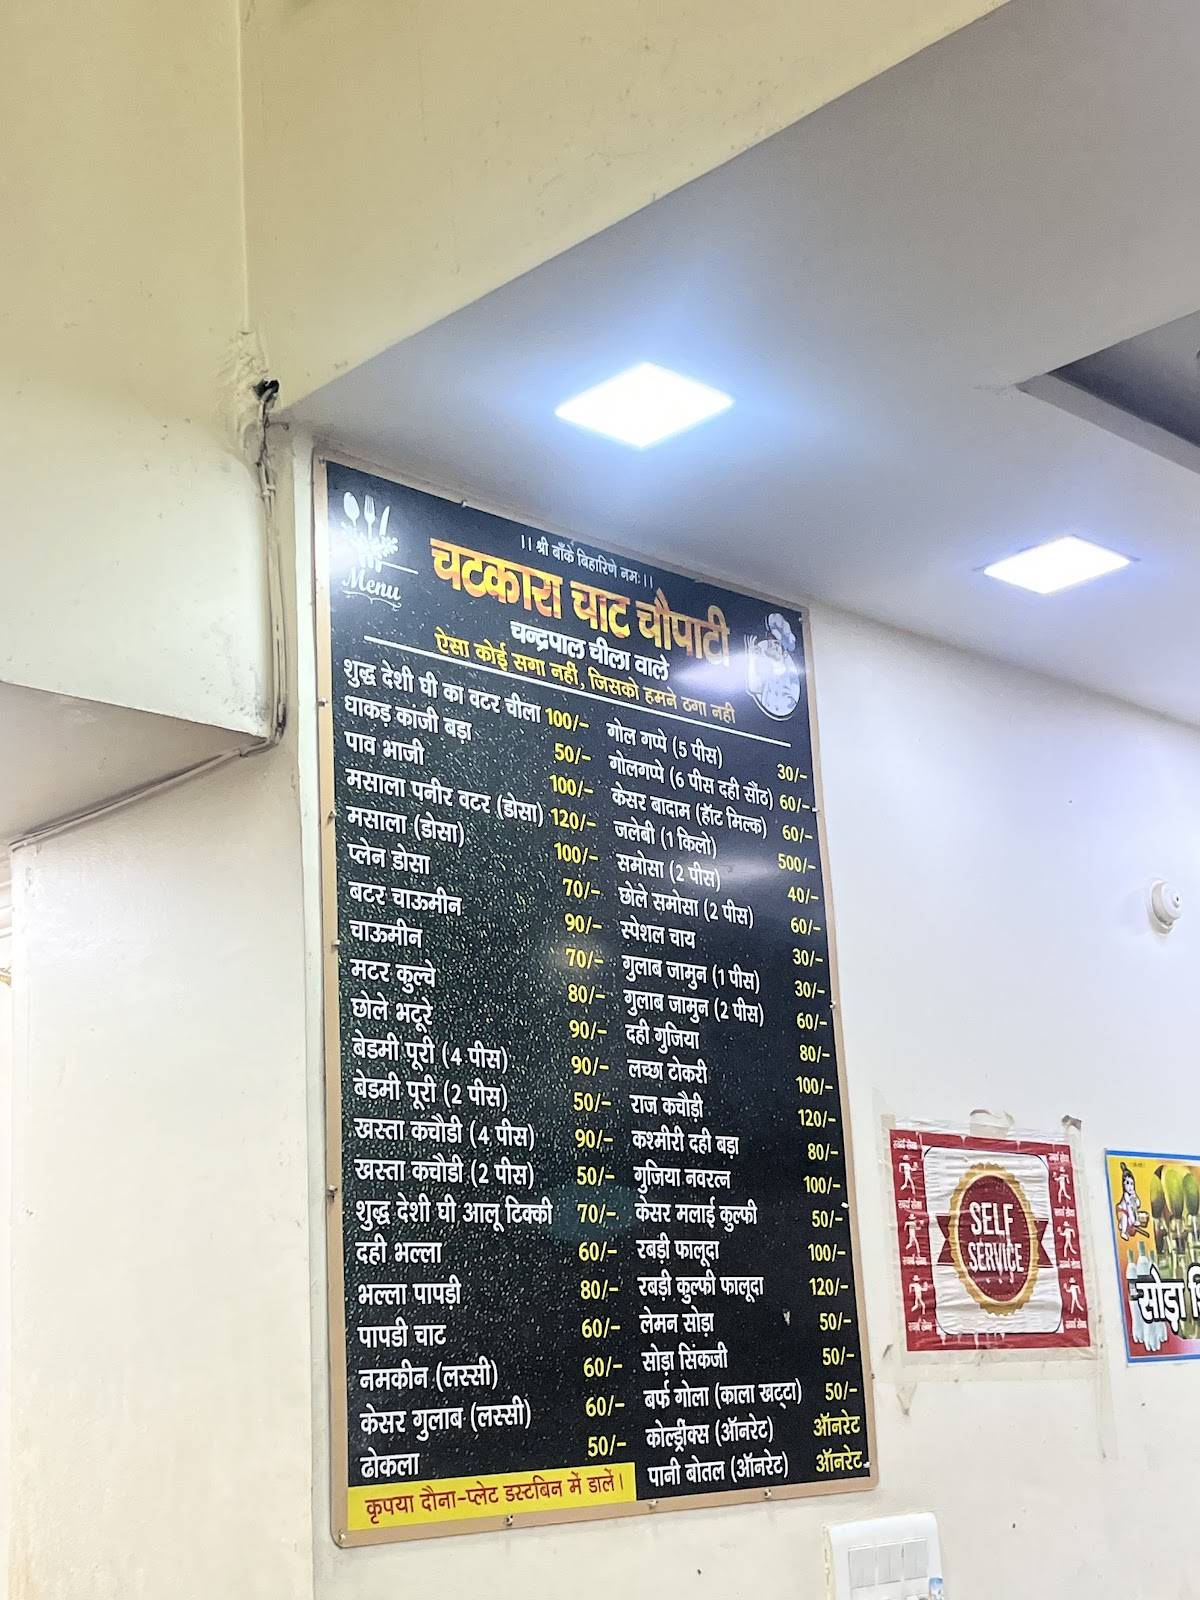 ।। श्री बाँके बिहारिणे नमः।।
Menu
चटकारा चाट चौपाटी
चन्द्रपाल चीला वाले
ऐसा कोई सगा नहीं, जिसको हमने ठगा नही
शुद्ध देशी घी का वटर चीला 100/-
धाकड़ कांजी बड़ा 50/-
पाव भाजी 100/-
मसाला पनीर वटर (डोसा) 120/-
मसाला (डोसा) 100/-
प्लेन डोसा 70/-
बटर चाऊमीन 90/-
चाऊमीन 70/-
मटर कुल्चे 80/-
छोले भटूरे 90/-
बेडमी पूरी (4 पीस) 90/-
बेडमी पूरी (2 पीस) 50/-
खस्ता कचौडी (4 पीस) 90/-
खस्ता कचौडी (2 पीस) 50/-
शुद्ध देशी घी आलू टिक्की 70/-
दही भल्ला 60/-
भल्ला पापड़ी 80/-
पापडी चाट 60/-
नमकीन (लस्सी) 60/-
केसर गुलाब (लस्सी) 60/-
ढोकला 50/-
कृपया दौना-प्लेट डस्टबिन में डालें।
गोल गप्पे (5 पीस) 30/-
गोलगप्पे (6 पीस दही सौंठ) 60/-
केसर बादाम (हॉट मिल्क) 60/-
जलेबी (1 किलो) 500/-
समोसा (2 पीस) 40/-
छोले समोसा (2 पीस) 60/-
स्पेशल चाय 30/-
गुलाब जामुन (1 पीस) 30/-
गुलाब जामुन (2 पीस) 60/-
दही गुजिया 80/-
लच्छा टोकरी 100/-
राज कचौड़ी 120/-
कश्मीरी दही बड़ा 80/-
गुजिया नवरत्न 100/-
केसर मलाई कुल्फी 50/-
रबड़ी फालूदा 100/-
रबड़ी कुल्फी फालूदा 120/-
लेमन सोड़ा 50/-
सोड़ा सिंकजी 50/-
बर्फ गोला (काला खट्टा) 50/-
कोल्ड्रींक्स (ऑनरेट) ऑनरेट
पानी बोतल (ऑनरेट) ऑनरेट
SELF
SERVICE
सोड़ा